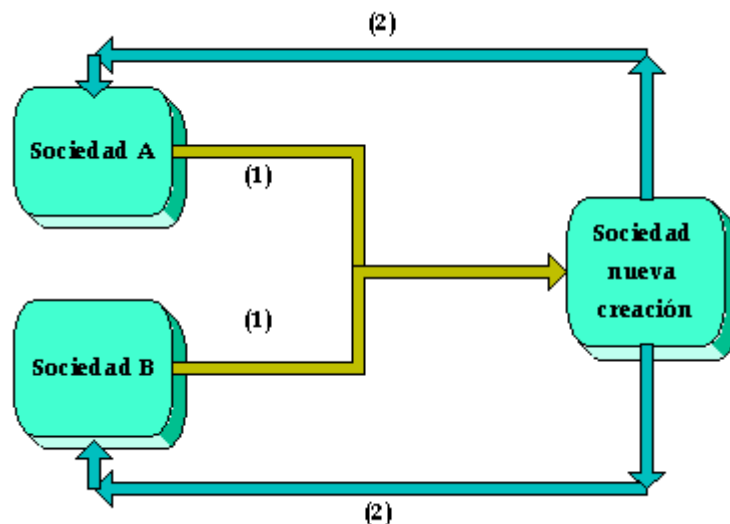 (2)
Sociedad A
(1)
Sociedad
nueva
creación
(1)
Sociedad B
(2)